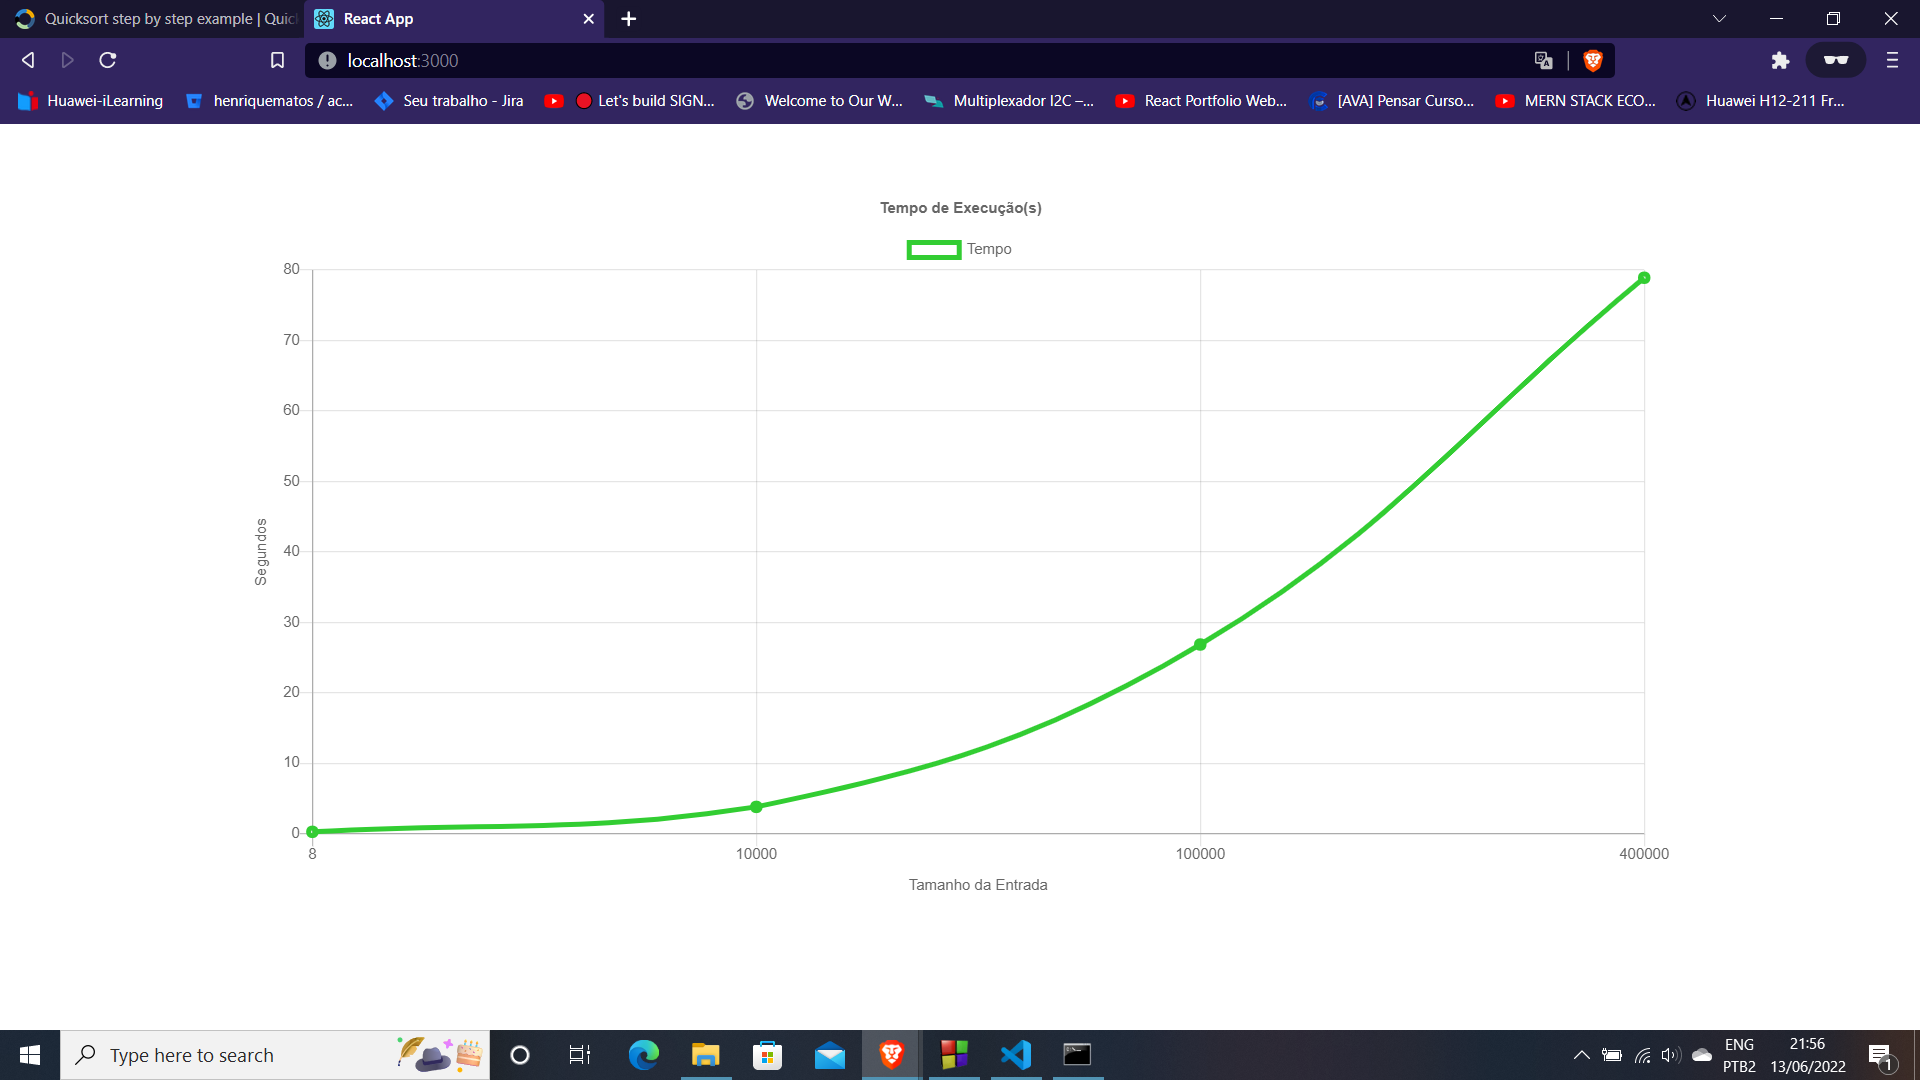 Quicksort step by step example | Quic
React App
localhost:3000
Huawei-iLearning
henriquematos / ac...
Seu trabalho - Jira
Let's build SIGN...
Welcome to Our W...
Multiplexador I2C –...
React Portfolio Web...
[AVA] Pensar Curso...
MERN STACK ECO...
Huawei H12-211 Fr...
Tempo de Execução(s)
Tempo
80
70
60
50
40
30
20
10
0
Segundos
8
10000
100000
400000
Tamanho da Entrada
Type here to search
ENG
PTB2
21:56
13/06/2022
1